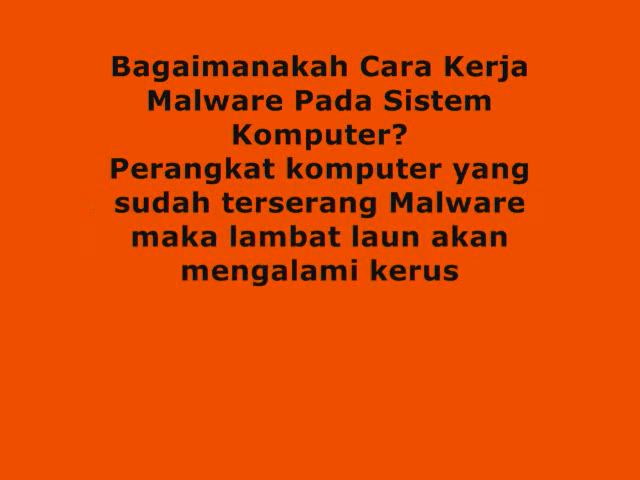 Bagaimanakah Cara Kerja
Malware Pada Sistem
Komputer?
Perangkat komputer yang
sudah terserang Malware
maka lambat laun akan
mengalami kerus